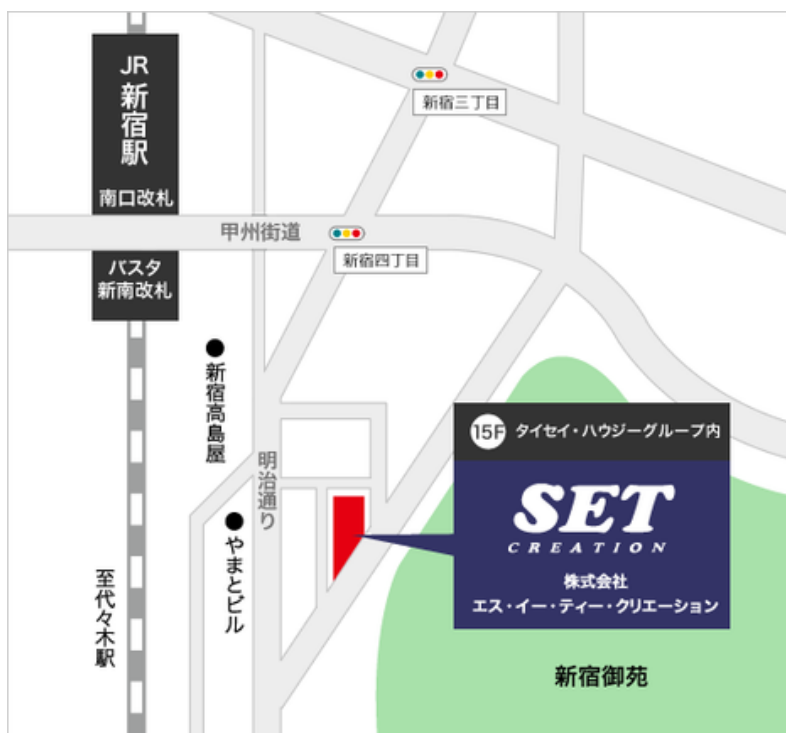 JR
新宿駅
南口改札
新宿三丁目
甲州街道
新宿四丁目
バスタ
新南改札
●新宿高島屋
明治通り
●やまとビル
至代々木駅
15F タイセイ・ハウジーグループ内
SET
CREATION
株式会社
エス・イー・ティー・クリエーション
新宿御苑